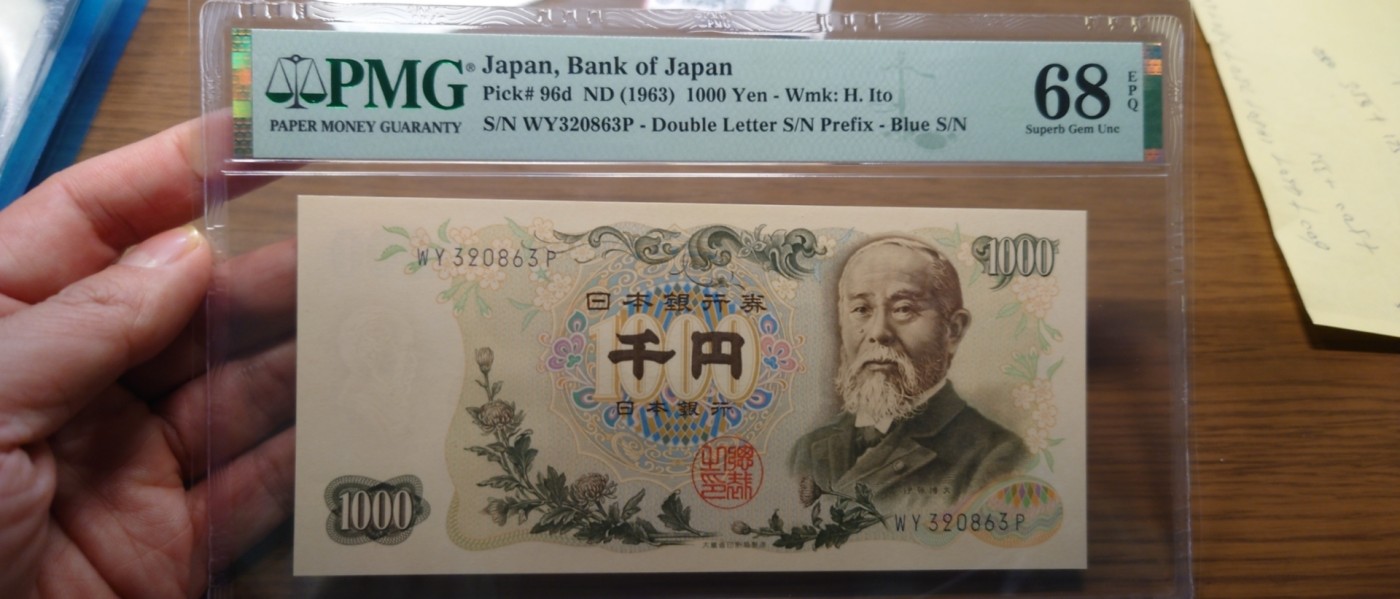 PMG®
PAPER MONEY GUARANTY
Japan, Bank of Japan
Pick# 96d ND (1963) 1000 Yen - Wmk: H. Ito
S/N WY320863P - Double Letter S/N Prefix - Blue S/N
68
EPQ
Superb Gem Unc
WY320863P
1000
日本銀行券
1000
千円
日本銀行
1000
WY320863P